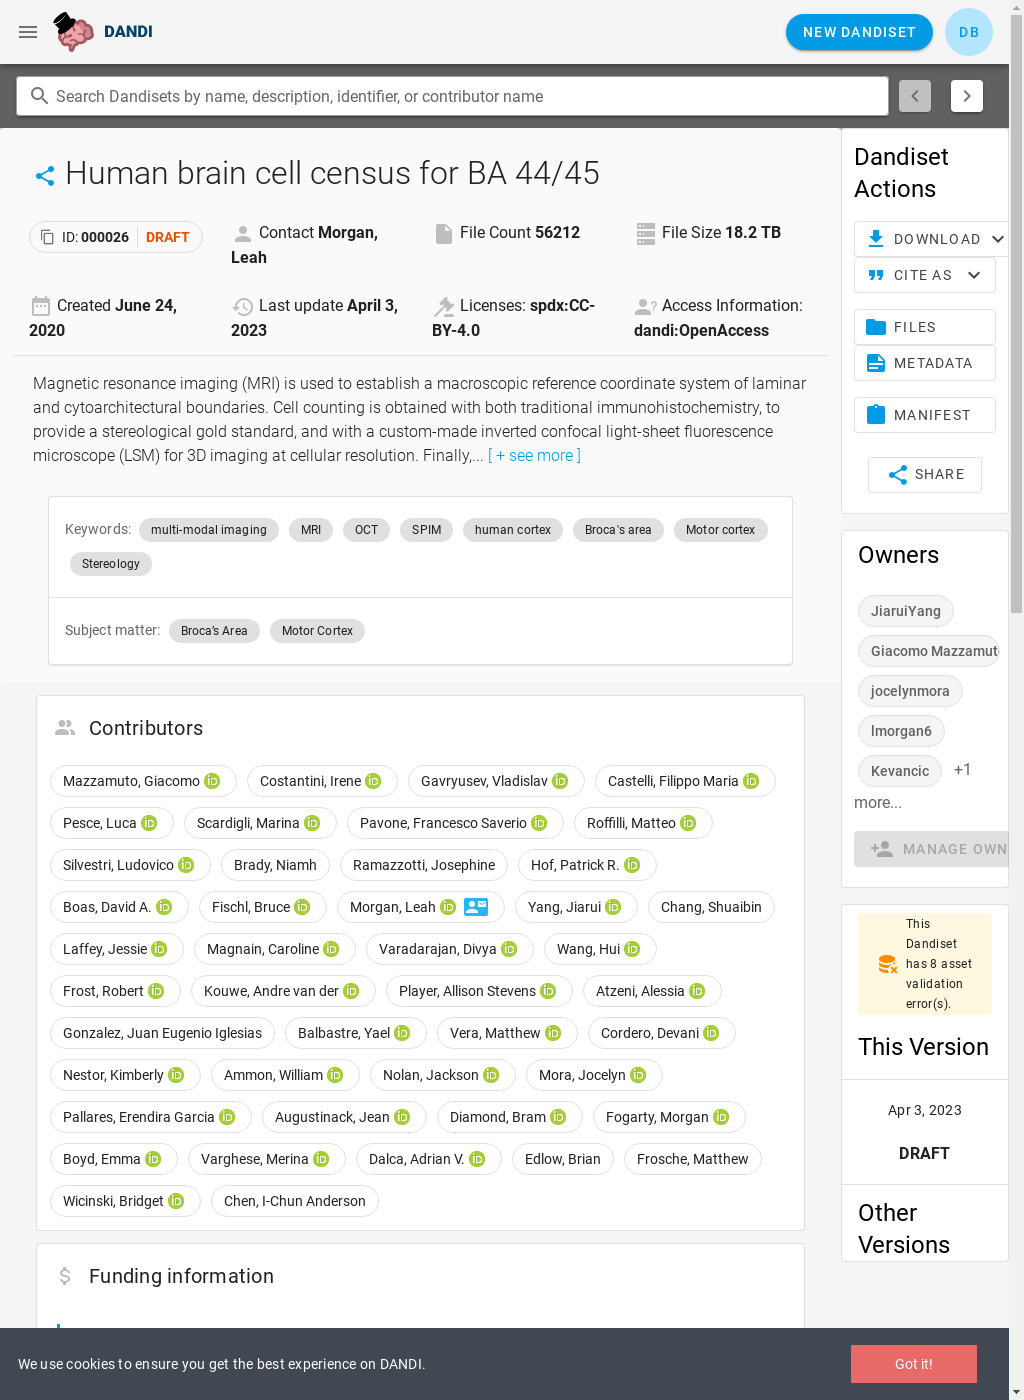 DANDI
NEW DANDISET
DB
Search Dandisets by name, description, identifier, or contributor name
Human brain cell census for BA 44/45
ID: 000026 DRAFT
Contact Morgan, Leah
File Count 56212
File Size 18.2 TB
Created June 24, 2020
Last update April 3, 2023
Licenses: spdx:CC-BY-4.0
Access Information: dandi:OpenAccess
Magnetic resonance imaging (MRI) is used to establish a macroscopic reference coordinate system of laminar
and cytoarchitectural boundaries. Cell counting is obtained with both traditional immunohistochemistry, to
provide a stereological gold standard, and with a custom-made inverted confocal light-sheet fluorescence
microscope (LSM) for 3D imaging at cellular resolution. Finally,... [ + see more ]
Keywords: multi-modal imaging MRI OCT SPIM human cortex Broca's area Motor cortex
Stereology
Subject matter: Broca's Area Motor Cortex
Contributors
Mazzamuto, Giacomo Costantini, Irene Gavryusev, Vladislav Castelli, Filippo Maria
Pesce, Luca Scardigli, Marina Pavone, Francesco Saverio Roffilli, Matteo
Silvestri, Ludovico Brady, Niamh Ramazzotti, Josephine Hof, Patrick R.
Boas, David A. Fischl, Bruce Morgan, Leah Yang, Jiarui Chang, Shuaibin
Laffey, Jessie Magnain, Caroline Varadarajan, Divya Wang, Hui
Frost, Robert Kouwe, Andre van der Player, Allison Stevens Atzeni, Alessia
Gonzalez, Juan Eugenio Iglesias Balbastre, Yael Vera, Matthew Cordero, Devani
Nestor, Kimberly Ammon, William Nolan, Jackson Mora, Jocelyn
Pallares, Erendira Garcia Augustinack, Jean Diamond, Bram Fogarty, Morgan
Boyd, Emma Varghese, Merina Dalca, Adrian V. Edlow, Brian Frosche, Matthew
Wicinski, Bridget Chen, I-Chun Anderson
Funding information
Dandiset
Actions
DOWNLOAD
CITE AS
FILES
METADATA
MANIFEST
SHARE
Owners
JiaruiYang
Giacomo Mazzamut
jocelynmora
lmorgan6
Kevancic +1
more...
MANAGE OWN
This
Dandiset
has 8 asset
validation
error(s).
This Version
Apr 3, 2023
DRAFT
Other
Versions
We use cookies to ensure you get the best experience on DANDI.
Got it!